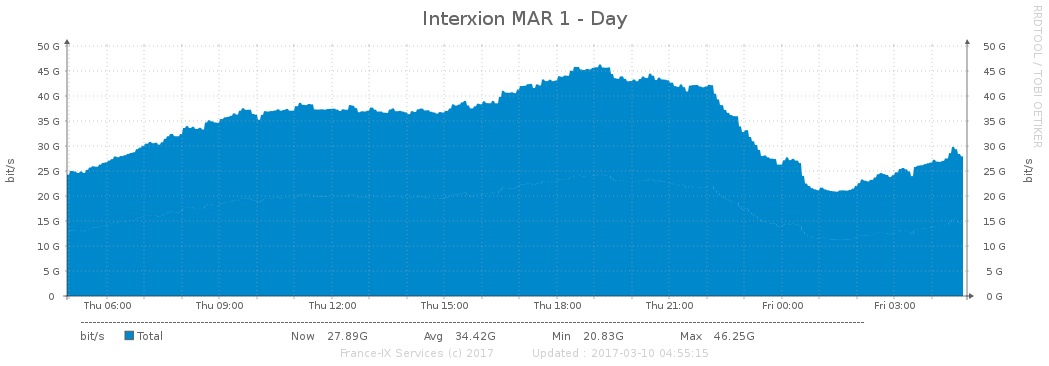 Interxion MAR 1 - Day
RRDTOOL / TOBI OETIKER
bit/s
50 G 50 G
45 G 45 G
40 G 40 G
35 G 35 G
30 G 30 G
25 G 25 G
20 G 20 G
15 G 15 G
10 G 10 G
5 G 5 G
0 0 G
bit/s
Thu 06:00 Thu 09:00 Thu 12:00 Thu 15:00 Thu 18:00 Thu 21:00 Fri 00:00 Fri 03:00
bit/s Total Now 27.89G Avg 34.42G Min 20.83G Max 46.25G
France-IX Services (c) 2017 Updated : 2017-03-10 04:55:15